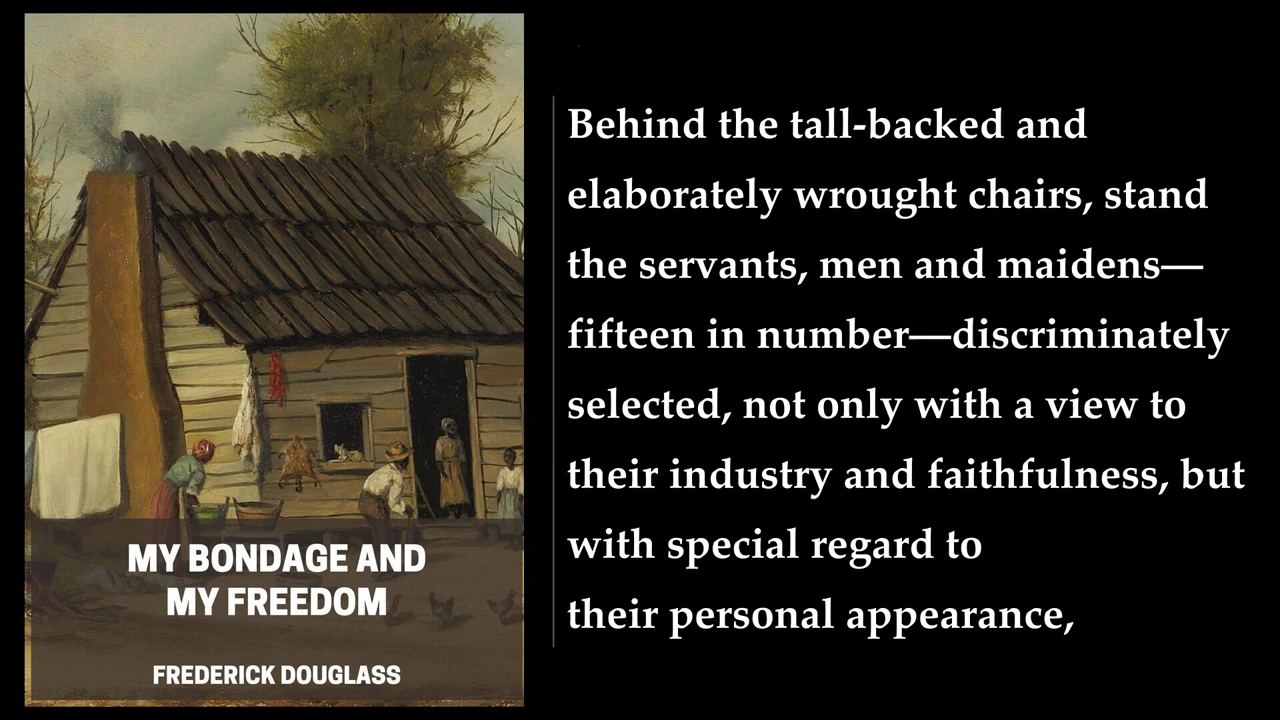 MY BONDAGE AND
MY FREEDOM
FREDERICK DOUGLASS
Behind the tall-backed and
elaborately wrought chairs, stand
the servants, men and maidens—
fifteen in number—discriminately
selected, not only with a view to
their industry and faithfulness, but
with special regard to
their personal appearance,